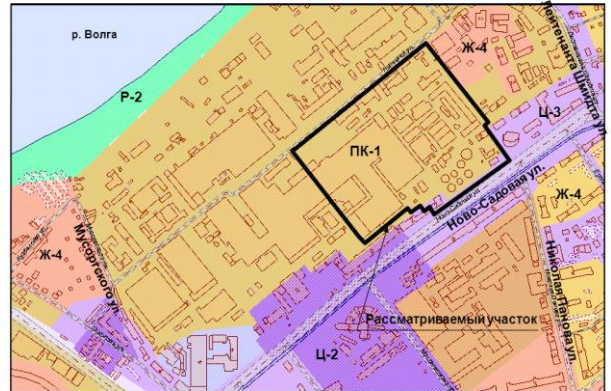 р. Волга
Р-2
Ж-4
Лейтенанта Шмидта ул.
Ц-3
ПК-1
Ново-Садовая ул.
Ж-4
Ж-4
Мусоргского ул.
Николая Панова ул.
Рассматриваемый участок
Ц-2